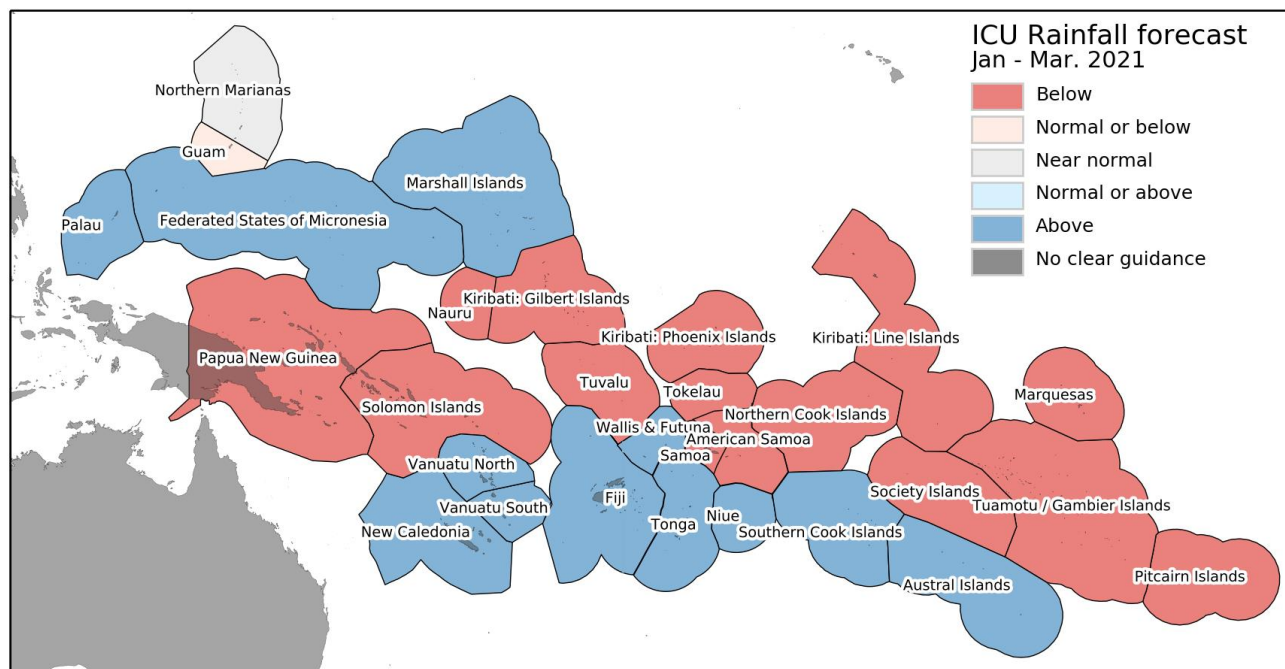 ICU Rainfall forecast
Jan - Mar. 2021
Below
Normal or below
Near normal
Normal or above
Above
No clear guidance
Northern Marianas
Guam
Marshall Islands
Palau
Federated States of Micronesia
Nauru
Kiribati: Gilbert Islands
Kiribati: Phoenix Islands
Kiribati: Line Islands
Papua New Guinea
Tuvalu
Tokelau
Marquesas
Solomon Islands
Northern Cook Islands
Wallis & Futuna
American Samoa
Samoa
Vanuatu North
Society Islands
Fiji
Vanuatu South
Tuamotu / Gambier Islands
New Caledonia
Tonga
Niue
Southern Cook Islands
Austral Islands
Pitcairn Islands